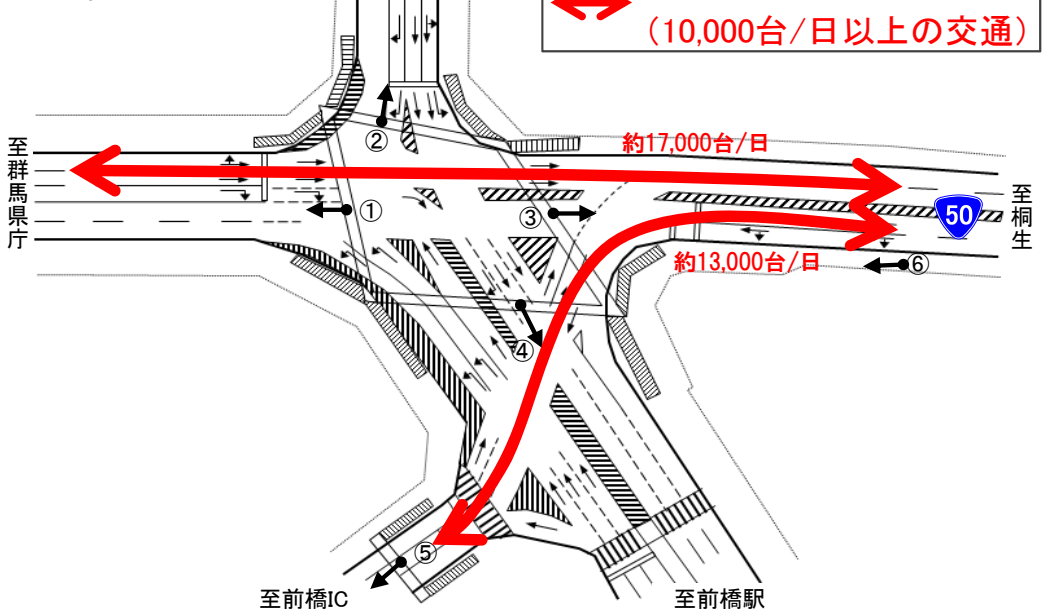 (10,000台/日以上の交通)
②
約17,000台/日
至群馬県庁
至桐生
①
③
50
約13,000台/日
⑥
④
⑤
至前橋IC
至前橋駅